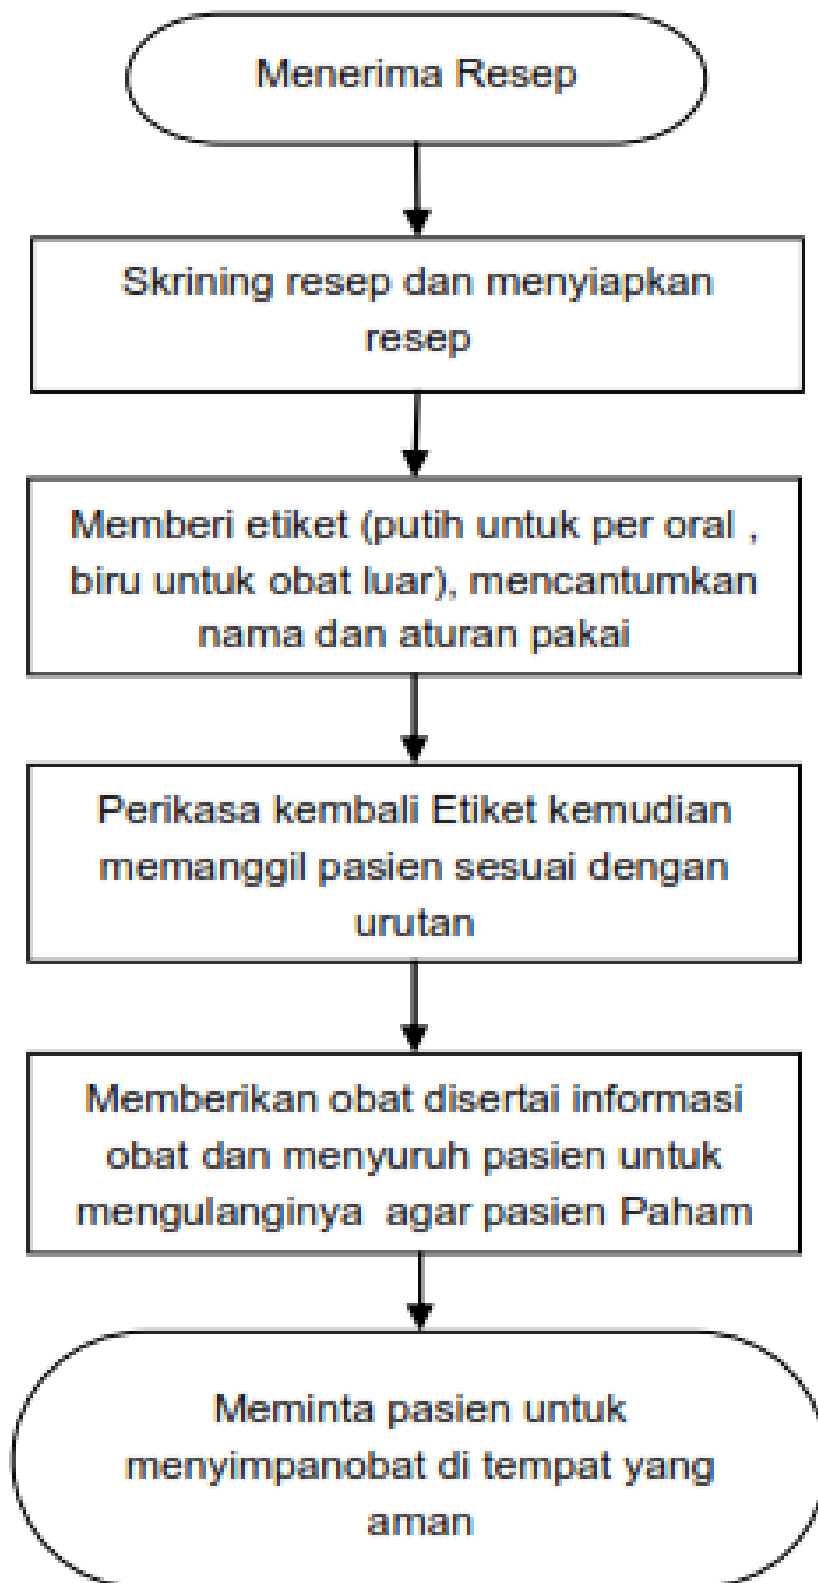 Menerima Resep
Skrining resep dan menyiapkan
resep
Memberi etiket (putih untuk per oral ,
biru untuk obat luar), mencantumkan
nama dan aturan pakai
Perikasa kembali Etiket kemudian
memanggil pasien sesuai dengan
urutan
Memberikan obat disertai informasi
obat dan menyuruh pasien untuk
mengulanginya  agar pasien Paham
Meminta pasien untuk
menyimpanobat di tempat yang
aman